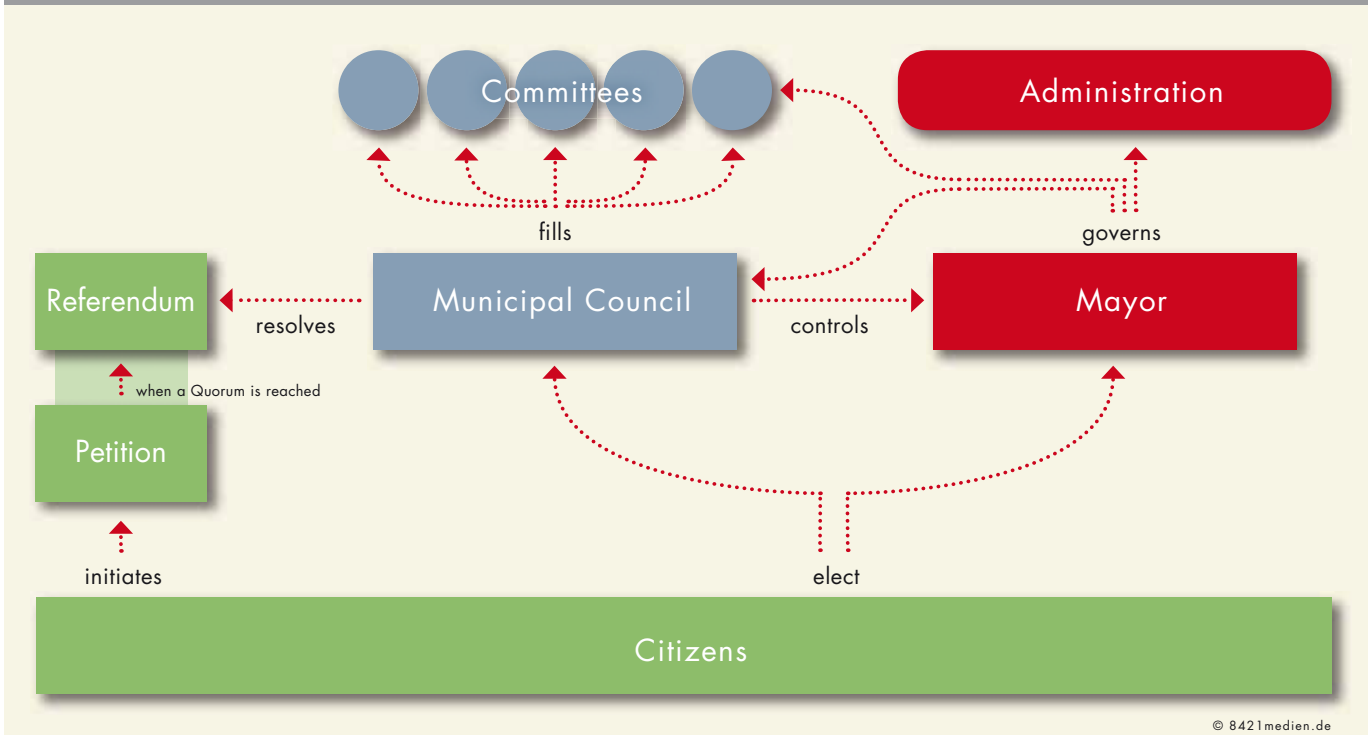 Committees
Administration
fills
governs
Referendum
Municipal Council
Mayor
resolves
controls
when a Quorum is reached
Petition
initiates
elect
Citizens
© 8421medien.de